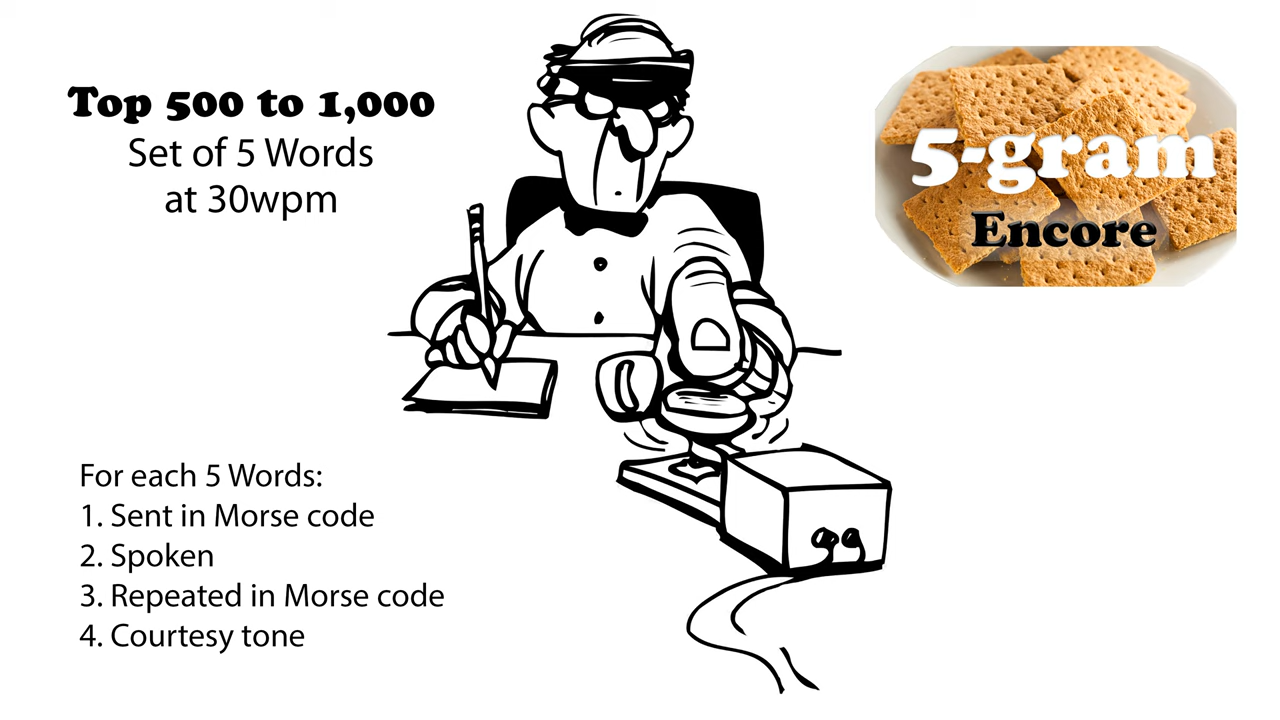 Top 500 to 1,000
Set of 5 Words
at 30wpm
5-gram
Encore
For each 5 Words:
1. Sent in Morse code
2. Spoken
3. Repeated in Morse code
4. Courtesy tone